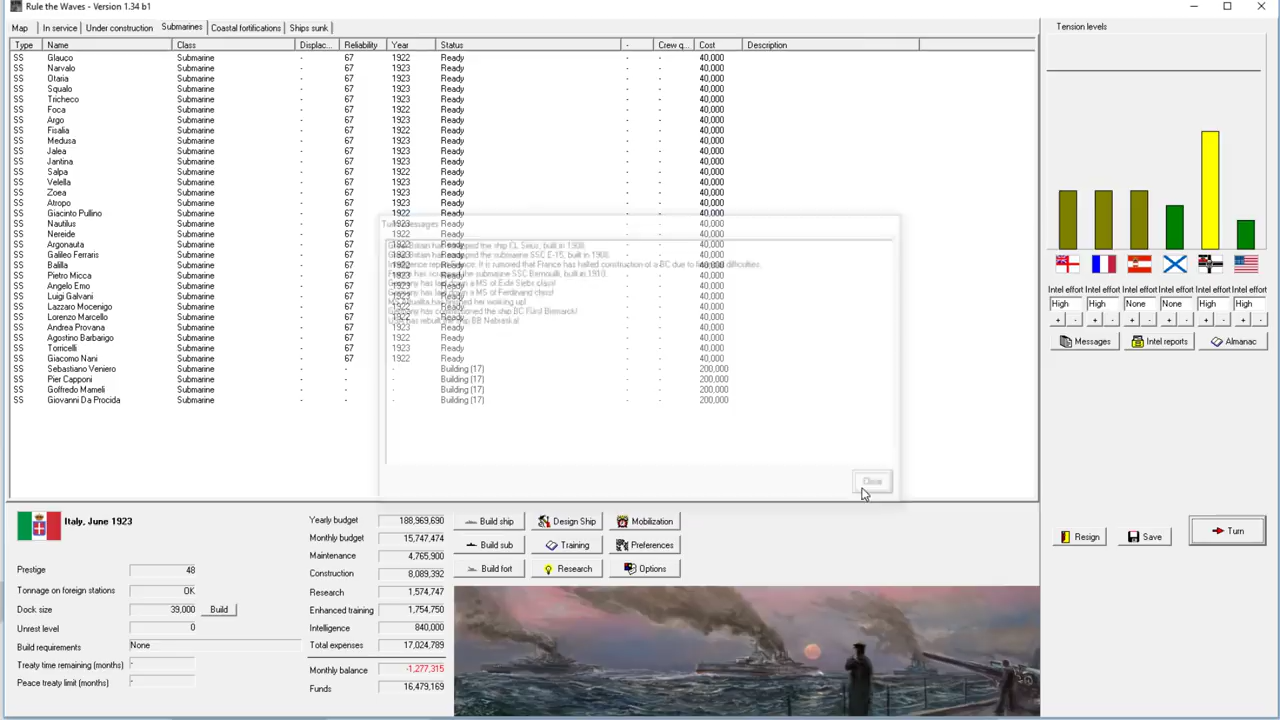 Rule the Waves - Version 1.34 b1
Map In service Under construction Submarines Coastal fortifications Ships sunk
Type Name Class Displac... Reliability Year Status - Crew q... Cost Description
SS Glauco Submarine - 67 1922 Ready - - 40,000
SS Narvalo Submarine - 67 1923 Ready - - 40,000
SS Otaria Submarine - 67 1923 Ready - - 40,000
SS Squalo Submarine - 67 1923 Ready - - 40,000
SS Tricheco Submarine - 67 1923 Ready - - 40,000
SS Foca Submarine - 67 1922 Ready - - 40,000
SS Argo Submarine - 67 1923 Ready - - 40,000
SS Fisalia Submarine - 67 1922 Ready - - 40,000
SS Medusa Submarine - 67 1923 Ready - - 40,000
SS Jalea Submarine - 67 1923 Ready - - 40,000
SS Jantina Submarine - 67 1923 Ready - - 40,000
SS Salpa Submarine - 67 1922 Ready - - 40,000
SS Velella Submarine - 67 1923 Ready - - 40,000
SS Zoea Submarine - 67 1923 Ready - - 40,000
SS Atropo Submarine - 67 1923 Ready - - 40,000
SS Giacinto Pullino Submarine - 67 1922 Ready - - 40,000
SS Nautilus Submarine - 67 1923 Ready - - 40,000
SS Nereide Submarine - 67 1922 Ready - - 40,000
SS Argonauta Submarine - 67 Ready - - 40,000
SS Galileo Ferraris Submarine - 67 Ready - - 40,000
SS Balilla Submarine - 67 Ready - - 40,000
SS Pietro Micca Submarine - 67 Ready - - 40,000
SS Angelo Emo Submarine - 67 Ready - - 40,000
SS Luigi Galvani Submarine - 67 Ready - - 40,000
SS Lazzaro Mocenigo Submarine - 67 Ready - - 40,000
SS Lorenzo Marcello Submarine - 67 1922 Ready - - 40,000
SS Andrea Provana Submarine - 67 1923 Ready - - 40,000
SS Agostino Barbarigo Submarine - 67 1922 Ready - - 40,000
SS Torricelli Submarine - 67 1923 Ready - - 40,000
SS Giacomo Nani Submarine - 67 1922 Ready - - 40,000
SS Sebastiano Veniero Submarine - - - Building (17) - - 200,000
SS Pier Capponi Submarine - - - Building (17) - - 200,000
SS Goffredo Mameli Submarine - - - Building (17) - - 200,000
SS Giovanni Da Procida Submarine - - - Building (17) - - 200,000
Close
Tension levels
Intel effort Intel effort Intel effort Intel effort Intel effort Intel effort
High High None None High High
+ - + - + - + - + - + -
Messages Intel reports Almanac
Italy, June 1923
Prestige 48
Tonnage on foreign stations OK
Dock size 39,000 Build
Unrest level 0
Build requirements None
Treaty time remaining (months) -
Peace treaty limit (months) -
Yearly budget 188,969,690
Monthly budget 15,747,474
Maintenance 4,765,900
Construction 8,089,392
Research 1,574,747
Enhanced training 1,754,750
Intelligence 840,000
Total expenses 17,024,789
Monthly balance -1,277,315
Funds 16,479,169
Build ship Design Ship Mobilization
Build sub Training Preferences
Build fort Research Options
Resign Save Turn